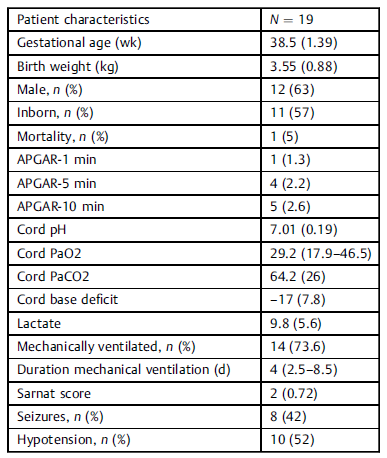 Patient characteristics N = 19
Gestational age (wk) 38.5 (1.39)
Birth weight (kg) 3.55 (0.88)
Male, n (%) 12 (63)
Inborn, n (%) 11 (57)
Mortality, n (%) 1 (5)
APGAR-1 min 1 (1.3)
APGAR-5 min 4 (2.2)
APGAR-10 min 5 (2.6)
Cord pH 7.01 (0.19)
Cord PaO2 29.2 (17.9–46.5)
Cord PaCO2 64.2 (26)
Cord base deficit −17 (7.8)
Lactate 9.8 (5.6)
Mechanically ventilated, n (%) 14 (73.6)
Duration mechanical ventilation (d) 4 (2.5–8.5)
Sarnat score 2 (0.72)
Seizures, n (%) 8 (42)
Hypotension, n (%) 10 (52)